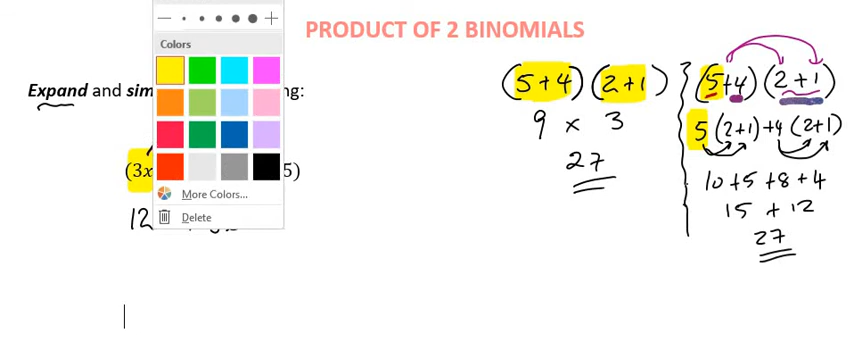 PRODUCT OF 2 BINOMIALS
Colors
Expand and sim
ng:
(3x
5)
12
More Colors...
Delete
(5+4) (2+1)
9 x 3
27
(5+4) (2+1)
5 (2+1) +4 (2+1)
10+5 +8 +4
15 + 12
27